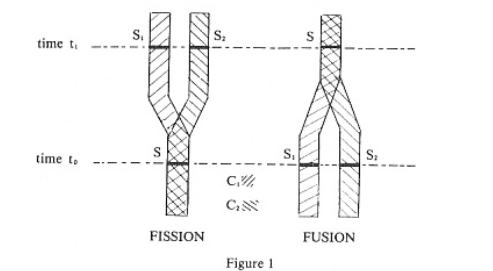 S₁ S₂ S
time t₁
time t₀ S S₁ S₂
C₁
C₂
FISSION FUSION
Figure 1